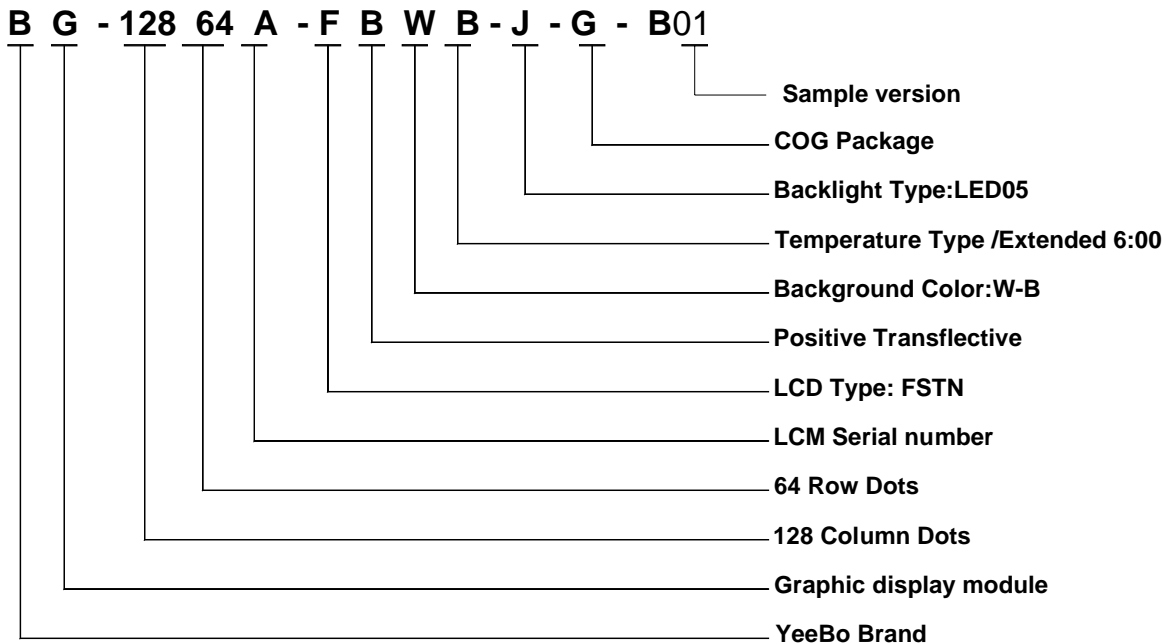 B G - 128 64 A - F B W B - J - G - B01
Sample version
COG Package
Backlight Type:LED05
Temperature Type /Extended 6:00
Background Color:W-B
Positive Transflective
LCD Type: FSTN
LCM Serial number
64 Row Dots
128 Column Dots
Graphic display module
YeeBo Brand